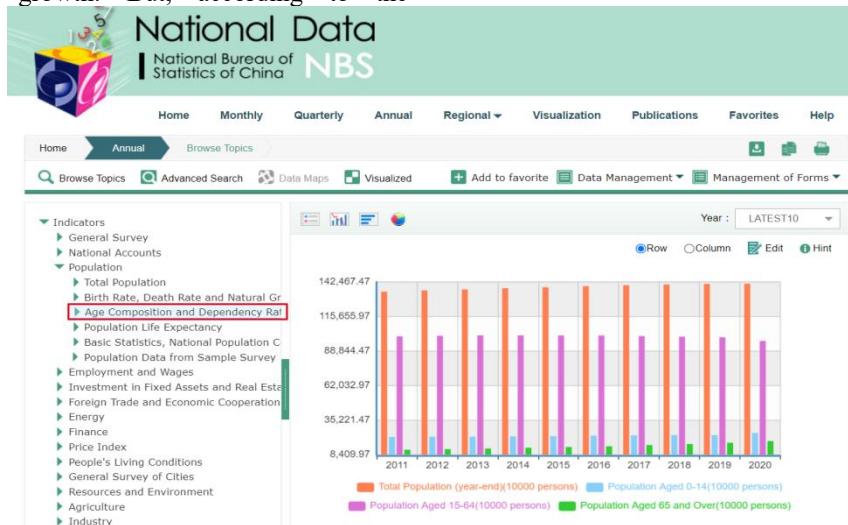 growth. But, according to the
National Data
National Bureau of
Statistics of China
NBS
Home Monthly Quarterly Annual Regional Visualization Publications Favorites Help
Home Annual Browse Topics
Browse Topics Advanced Search Data Maps Visualized Add to favorite Data Management Management of Forms
Indicators
General Survey
National Accounts
Population
Total Population
Birth Rate, Death Rate and Natural Gr
Age Composition and Dependency Rat
Population Life Expectancy
Basic Statistics, National Population C
Population Data from Sample Survey
Employment and Wages
Investment in Fixed Assets and Real Esta
Foreign Trade and Economic Cooperation
Energy
Finance
Price Index
People's Living Conditions
General Survey of Cities
Resources and Environment
Agriculture
Industry
Year : LATEST10
Row Column Edit Hint
142,467.47
115,655.97
88,844.47
62,032.97
35,221.47
8,409.97
2011 2012 2013 2014 2015 2016 2017 2018 2019 2020
Total Population (year-end)(10000 persons) Population Aged 0-14(10000 persons)
Population Aged 15-64(10000 persons) Population Aged 65 and Over(10000 persons)